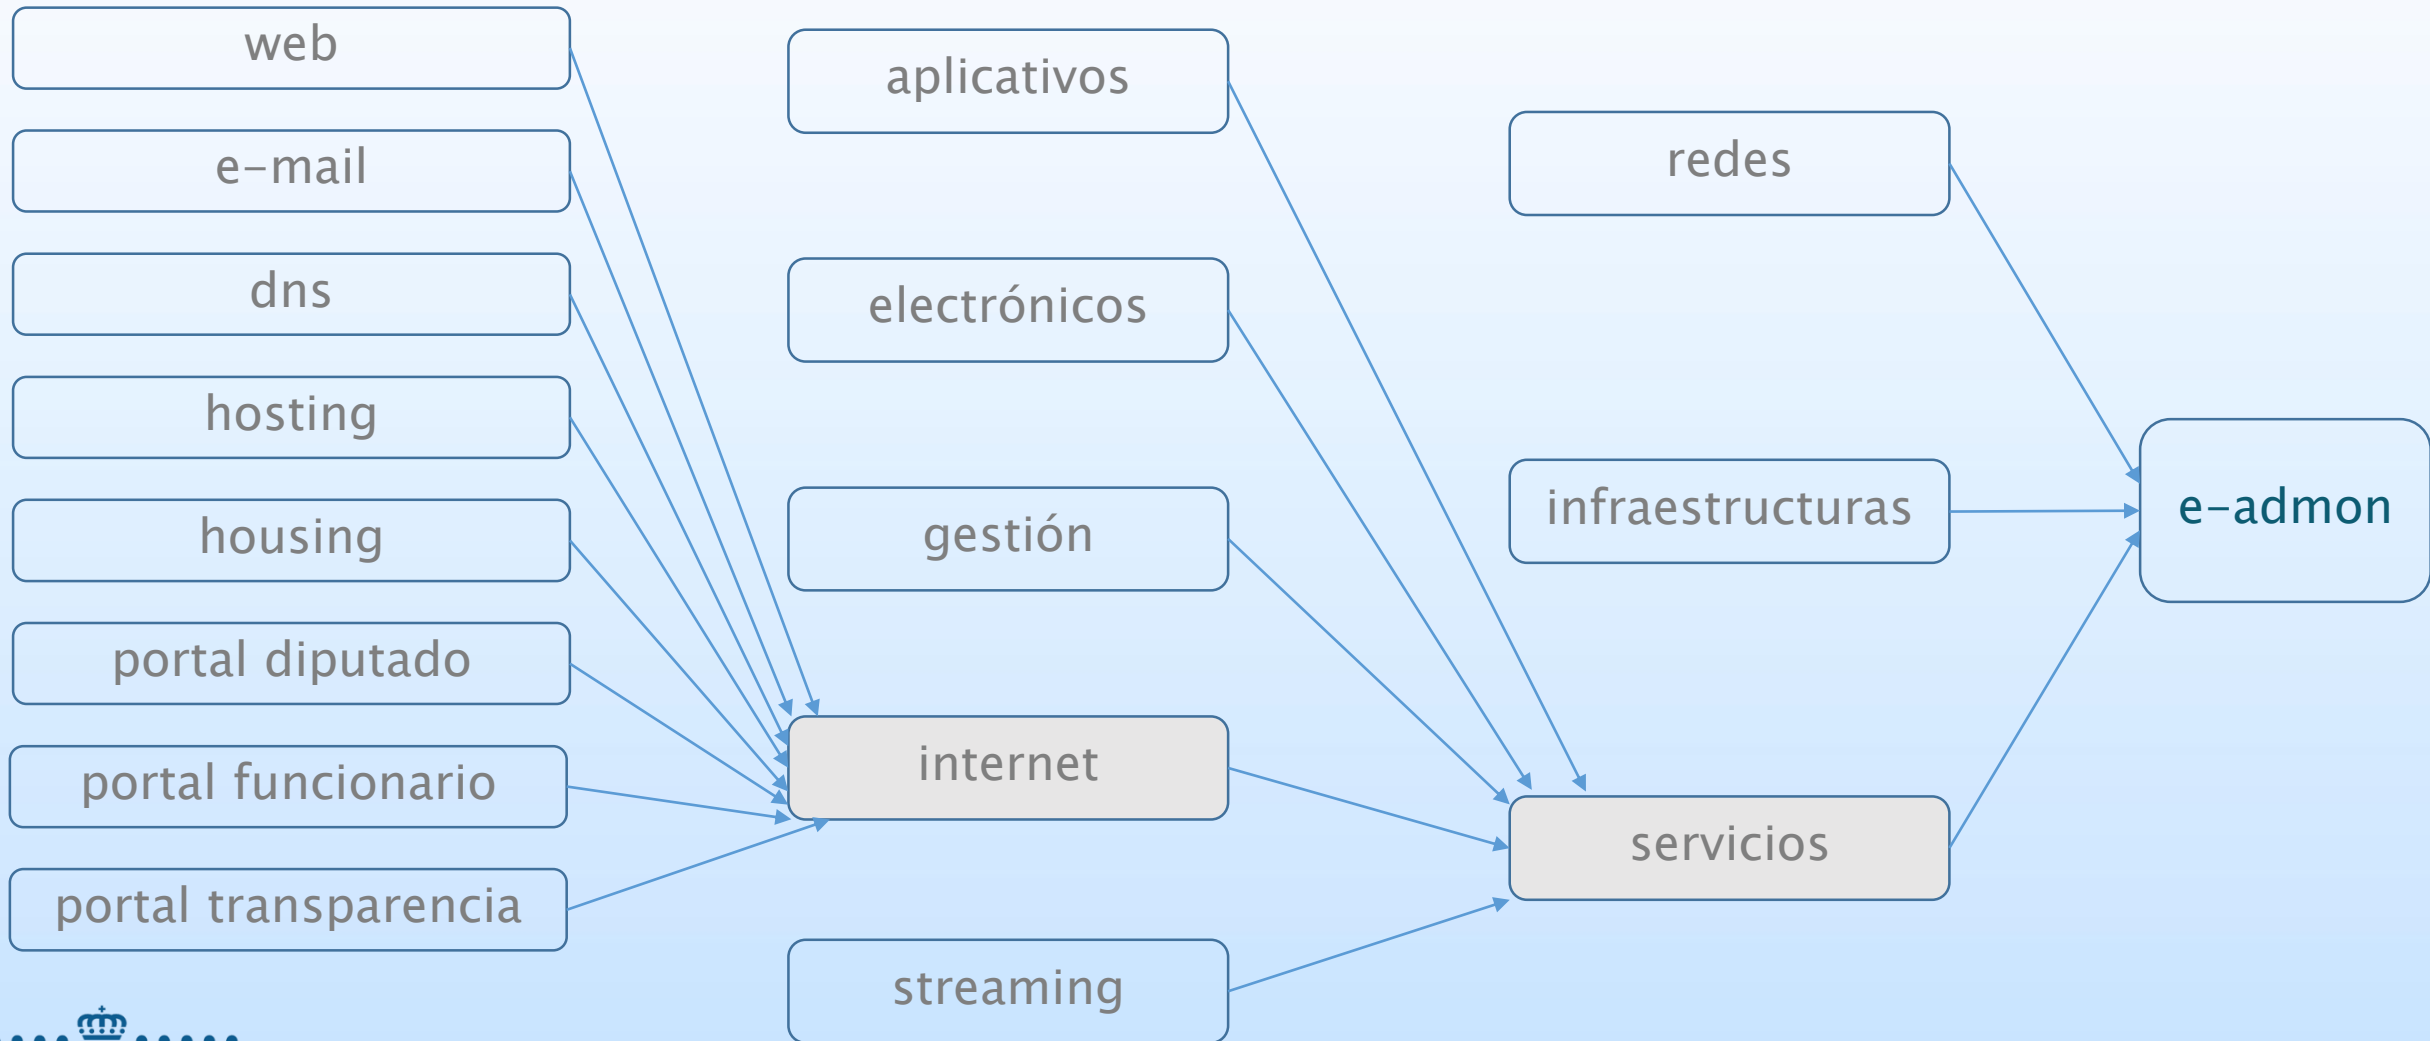 web
e-mail
dns
hosting
housing
portal diputado
portal funcionario
portal transparencia
aplicativos
electrónicos
gestión
internet
streaming
redes
infraestructuras
servicios
e-admon